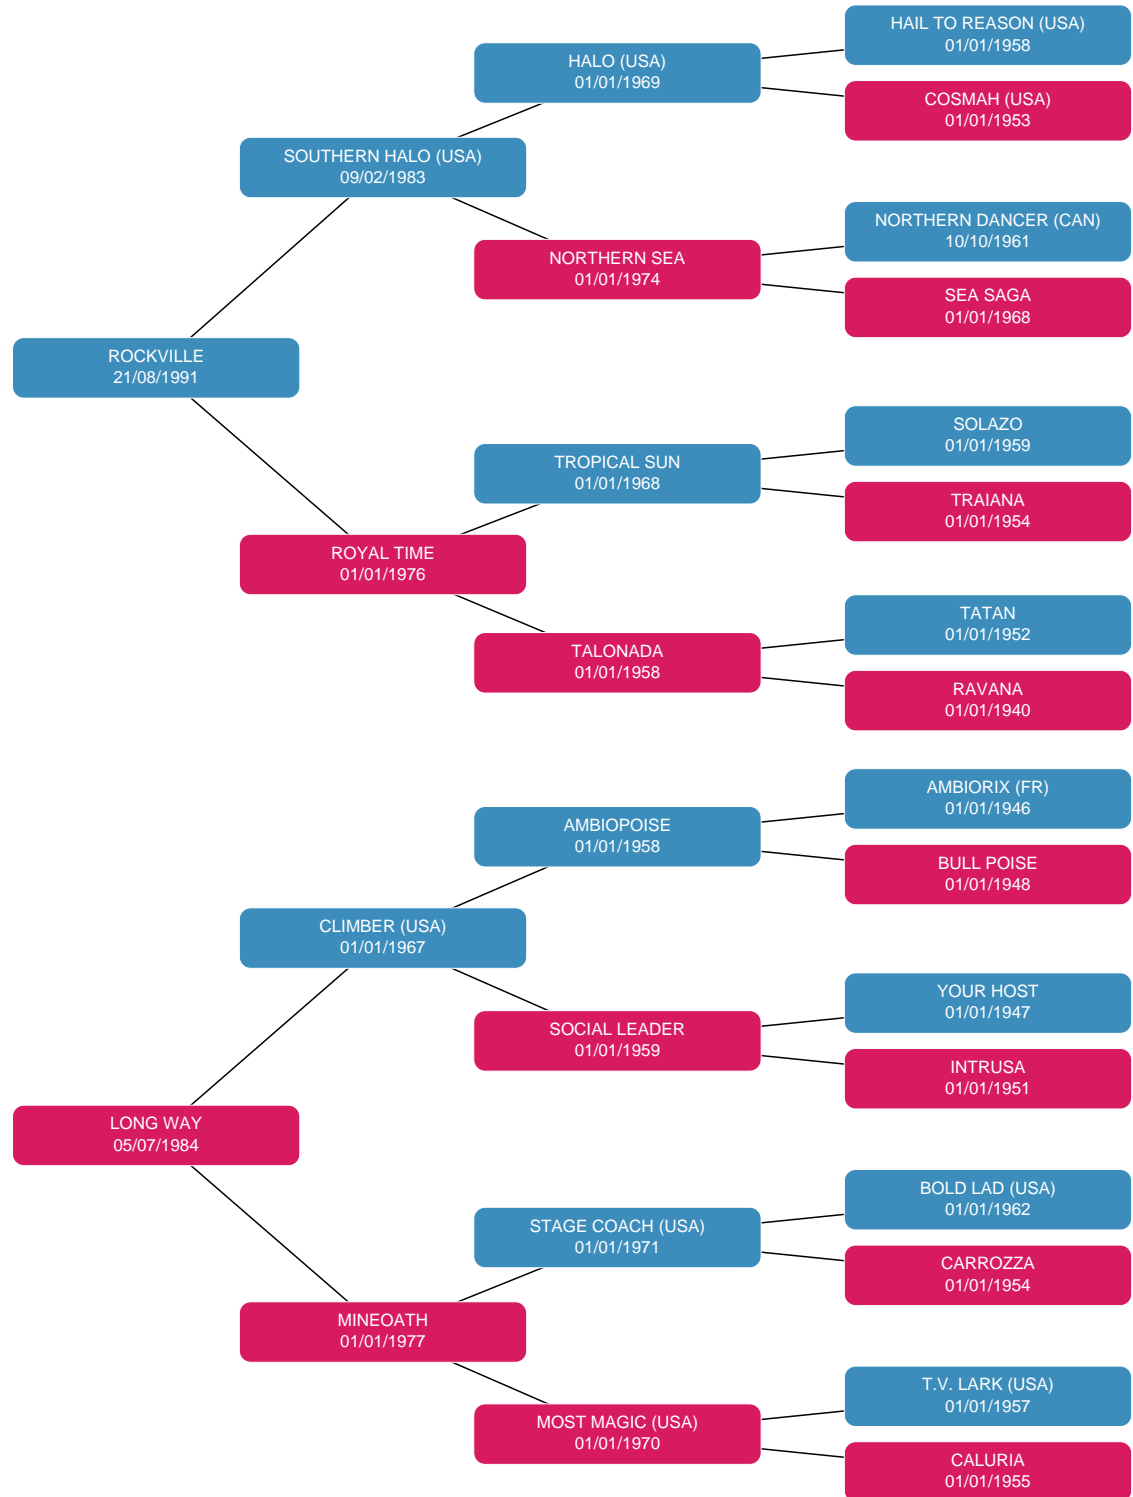 HAIL TO REASON (USA)
01/01/1958
HALO (USA)
01/01/1969
COSMAH (USA)
01/01/1953
SOUTHERN HALO (USA)
09/02/1983
NORTHERN DANCER (CAN)
10/10/1961
NORTHERN SEA
01/01/1974
SEA SAGA
01/01/1968
ROCKVILLE
21/08/1991
SOLAZO
01/01/1959
TROPICAL SUN
01/01/1968
TRAIANA
01/01/1954
ROYAL TIME
01/01/1976
TATAN
01/01/1952
TALONADA
01/01/1958
RAVANA
01/01/1940
AMBIORIX (FR)
01/01/1946
AMBIOPOISE
01/01/1958
BULL POISE
01/01/1948
CLIMBER (USA)
01/01/1967
YOUR HOST
01/01/1947
SOCIAL LEADER
01/01/1959
INTRUSA
01/01/1951
LONG WAY
05/07/1984
BOLD LAD (USA)
01/01/1962
STAGE COACH (USA)
01/01/1971
CARROZZA
01/01/1954
MINEOATH
01/01/1977
T.V. LARK (USA)
01/01/1957
MOST MAGIC (USA)
01/01/1970
CALURIA
01/01/1955